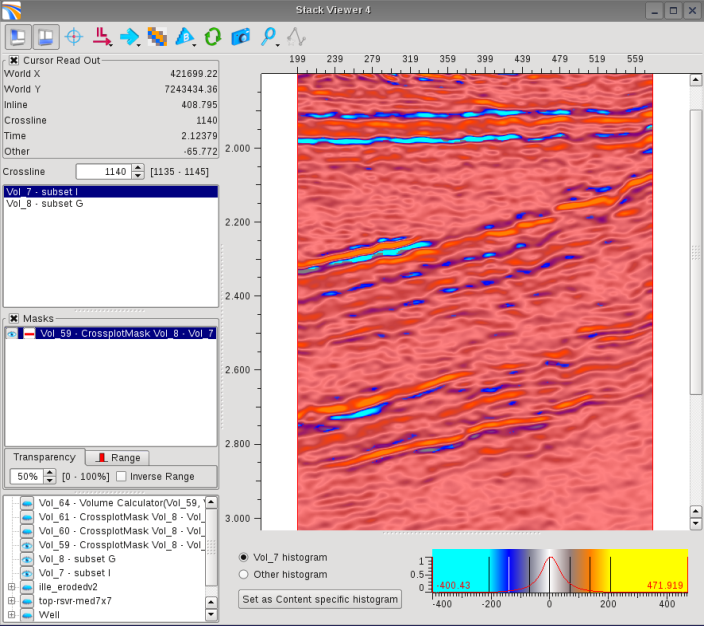 Stack Viewer 4
Cursor Read Out
World X 421699.22
World Y 7243434.36
Inline 408.795
Crossline 1140
Time 2.12379
Other -65.772
Crossline 1140 [1135 - 1145]
Vol_7 - subset I
Vol_8 - subset G
Masks
Vol_59 - CrossplotMask Vol_8 - Vol_7
Transparency Range
50% [0 - 100%] Inverse Range
Vol_64 - Volume Calculator(Vol_59,
Vol_61 - CrossplotMask Vol_8 - Vol_
Vol_60 - CrossplotMask Vol_8 - Vol_
Vol_59 - CrossplotMask Vol_8 - Vol_
Vol_8 - subset G
Vol_7 - subset I
ille_erodedv2
top-rsvr-med7x7
Well
199 239 279 319 359 399 439 479 519 559
2.000
2.200
2.400
2.600
2.800
3.000
Vol_7 histogram
Other histogram
Set as Content specific histogram
1.0
0.5
0
-400.43 471.919
-400 -200 0 200 400